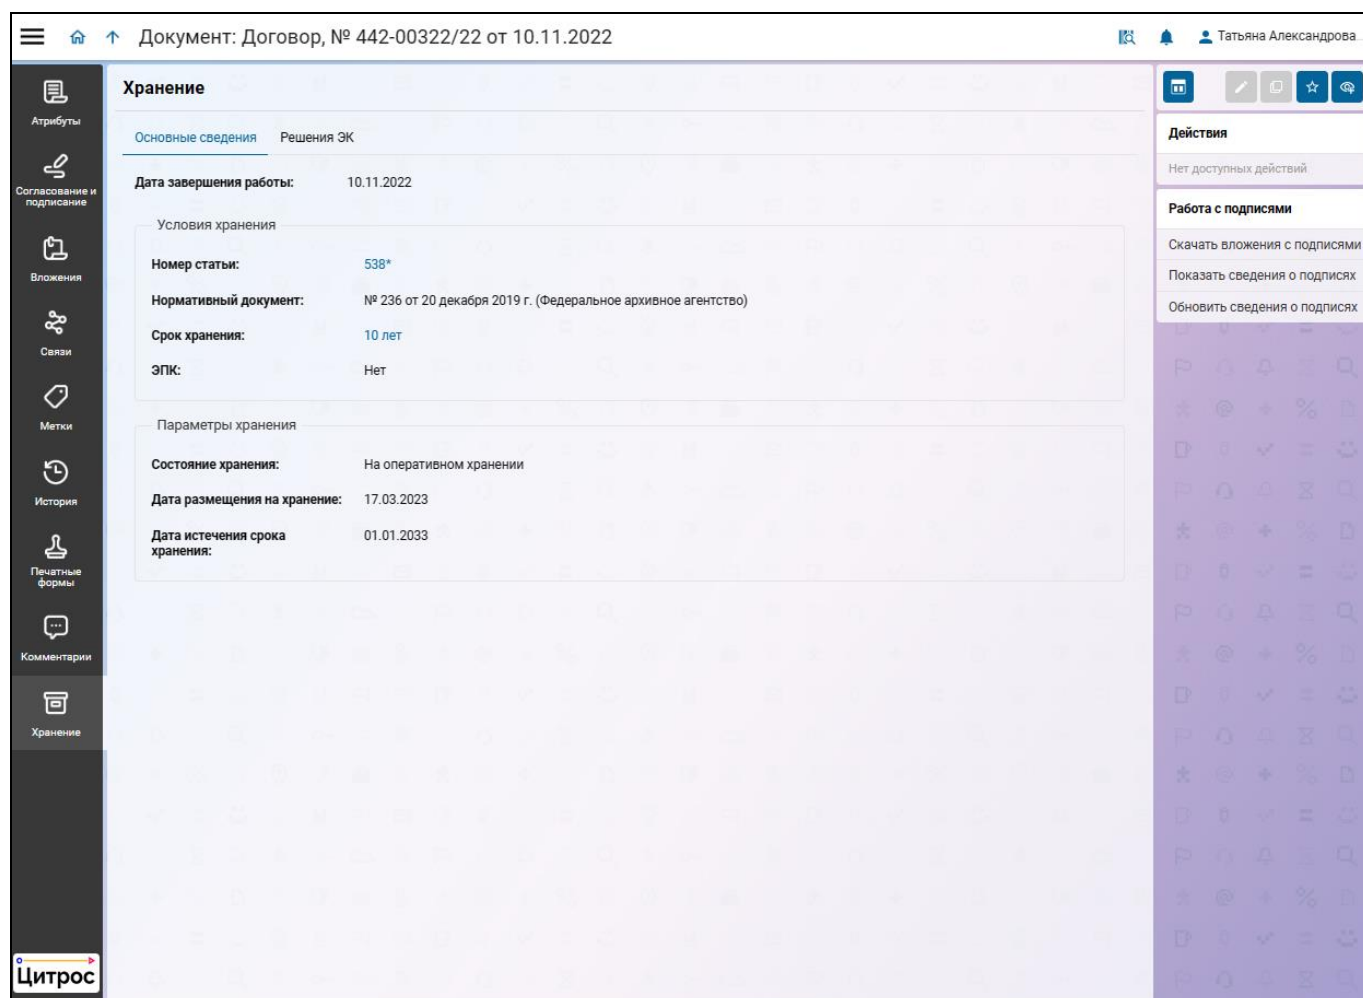 Документ: Договор, № 442-00322/22 от 10.11.2022
Татьяна Александрова...
Атрибуты
Согласование и
подписание
Вложения
Связи
Метки
История
Печатные
формы
Комментарии
Хранение
Цитрос
Хранение
Основные сведения Решения ЭК
Дата завершения работы: 10.11.2022
Условия хранения
Номер статьи: 538*
Нормативный документ: № 236 от 20 декабря 2019 г. (Федеральное архивное агентство)
Срок хранения: 10 лет
ЭПК: Нет
Параметры хранения
Состояние хранения: На оперативном хранении
Дата размещения на хранение: 17.03.2023
Дата истечения срока 01.01.2033
хранения:
Действия
Нет доступных действий
Работа с подписями
Скачать вложения с подписями
Показать сведения о подписях
Обновить сведения о подписях